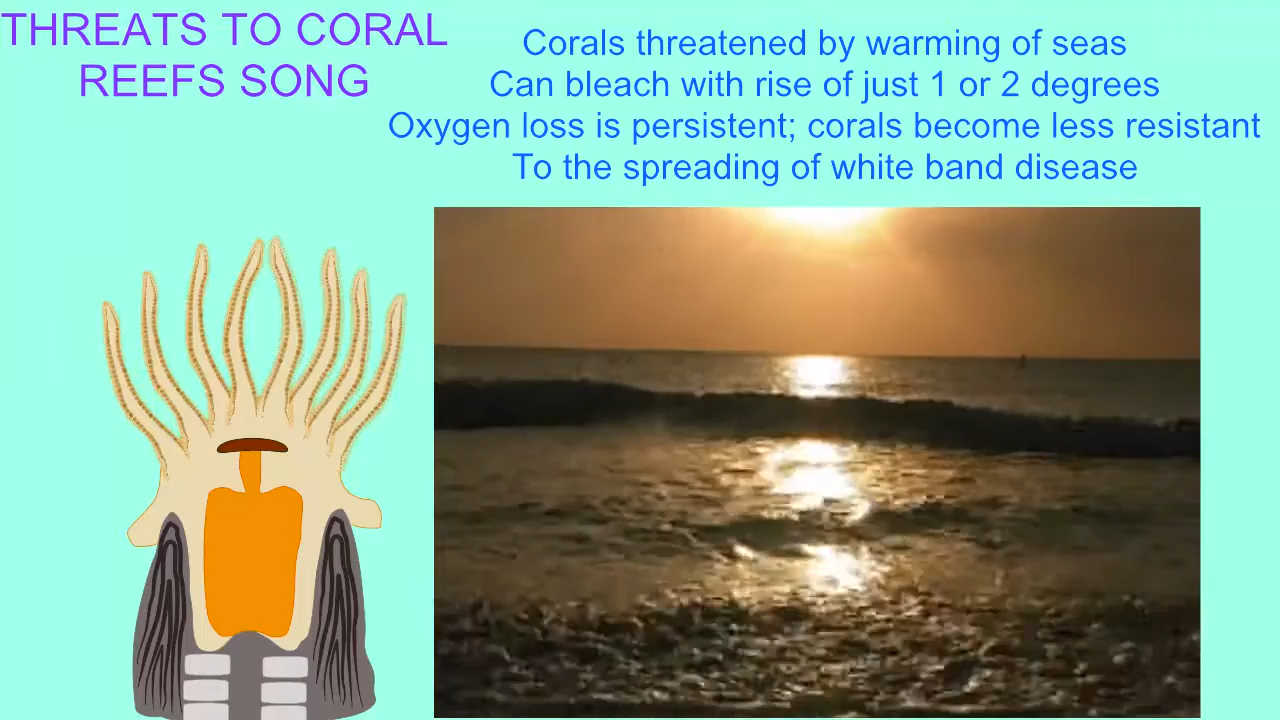 THREATS TO CORAL
REEFS SONG
Corals threatened by warming of seas
Can bleach with rise of just 1 or 2 degrees
Oxygen loss is persistent; corals become less resistant
To the spreading of white band disease